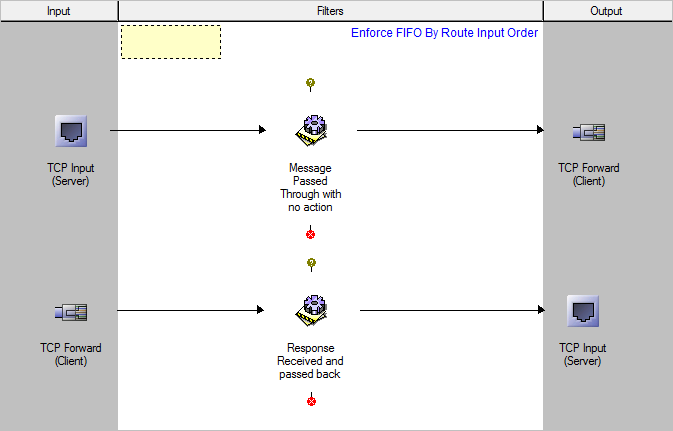 Input
Filters
Output
Enforce FIFO By Route Input Order
TCP Input
(Server)
Message
Passed
Through with
no action
TCP Forward
(Client)
TCP Forward
(Client)
Response
Received and
passed back
TCP Input
(Server)